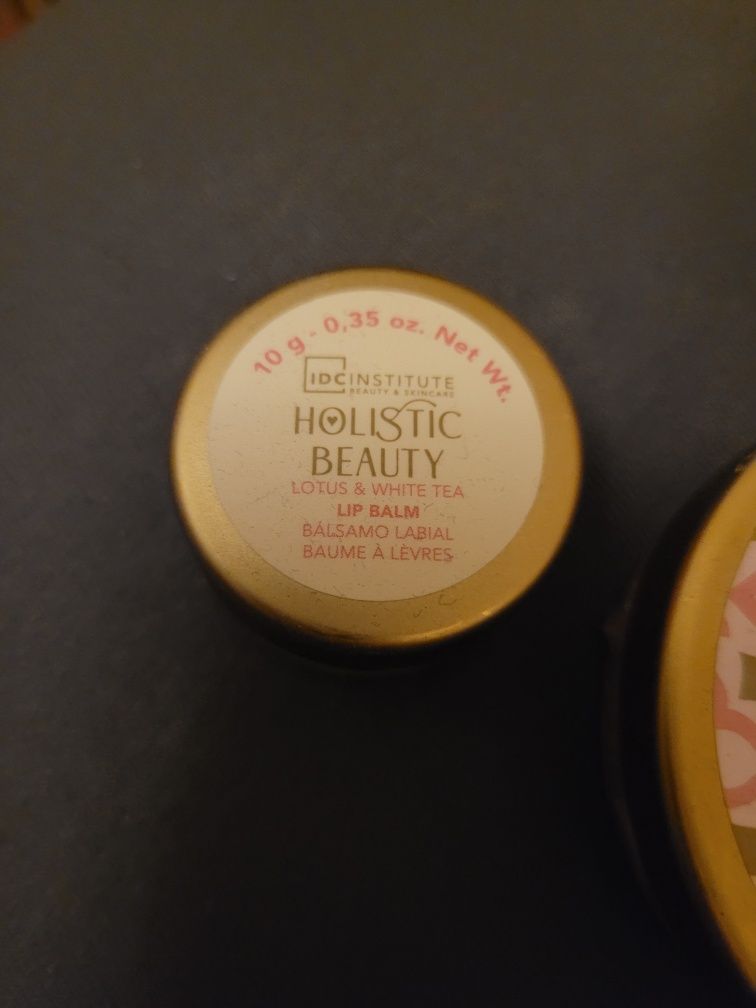 10 g - 0,35 oz. Net Wt.
IDC INSTITUTE
BEAUTY & SKINCARE
HOLISTIC
BEAUTY
LOTUS & WHITE TEA
LIP BALM
BÁLSAMO LABIAL
BAUME À LÈVRES